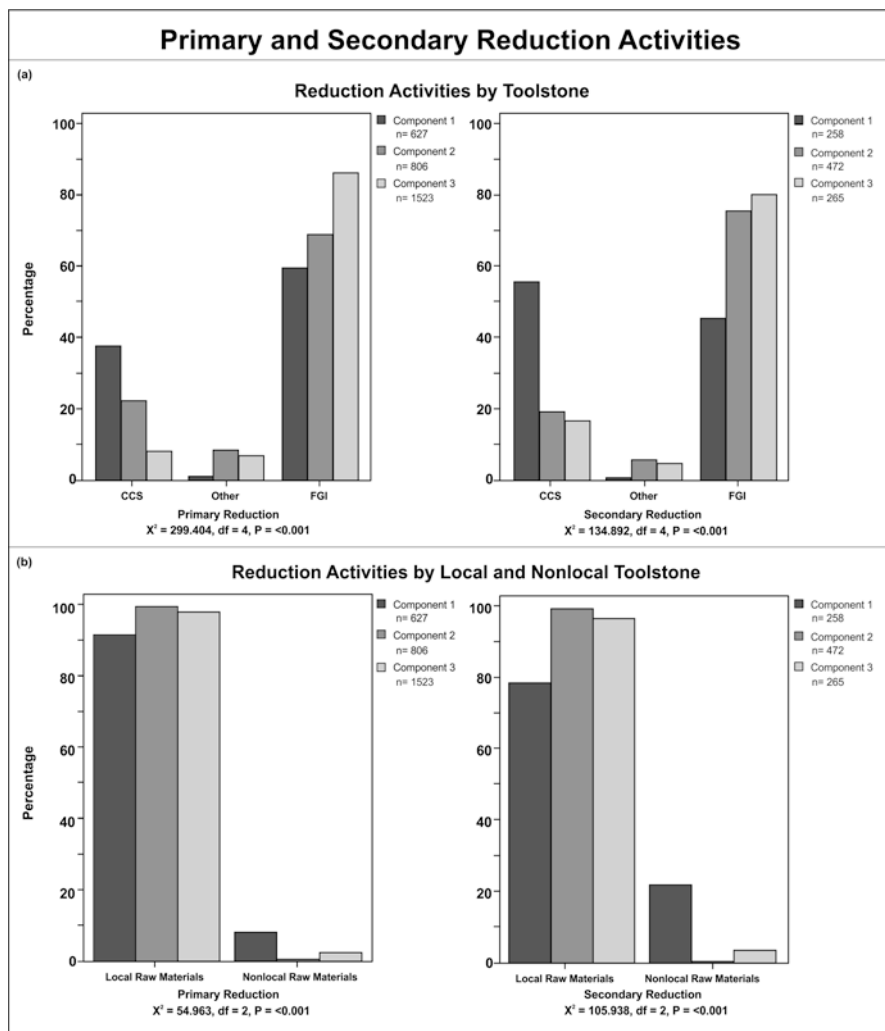 Primary and Secondary Reduction Activities
(a)
Reduction Activities by Toolstone
Percentage
100
80
60
40
20
0
CCS
Other
FGI
Primary Reduction
X² = 299.404, df = 4, P = <0.001
Component 1
n= 627
Component 2
n= 806
Component 3
n= 1523
100
80
60
40
20
0
CCS
Other
FGI
Secondary Reduction
X² = 134.892, df = 4, P = <0.001
Component 1
n= 258
Component 2
n= 472
Component 3
n= 265
(b)
Reduction Activities by Local and Nonlocal Toolstone
Percentage
100
80
60
40
20
0
Local Raw Materials
Nonlocal Raw Materials
Primary Reduction
X² = 54.963, df = 2, P = <0.001
Component 1
n= 627
Component 2
n= 806
Component 3
n= 1523
100
80
60
40
20
0
Local Raw Materials
Nonlocal Raw Materials
Secondary Reduction
X² = 105.938, df = 2, P = <0.001
Component 1
n= 258
Component 2
n= 472
Component 3
n= 265